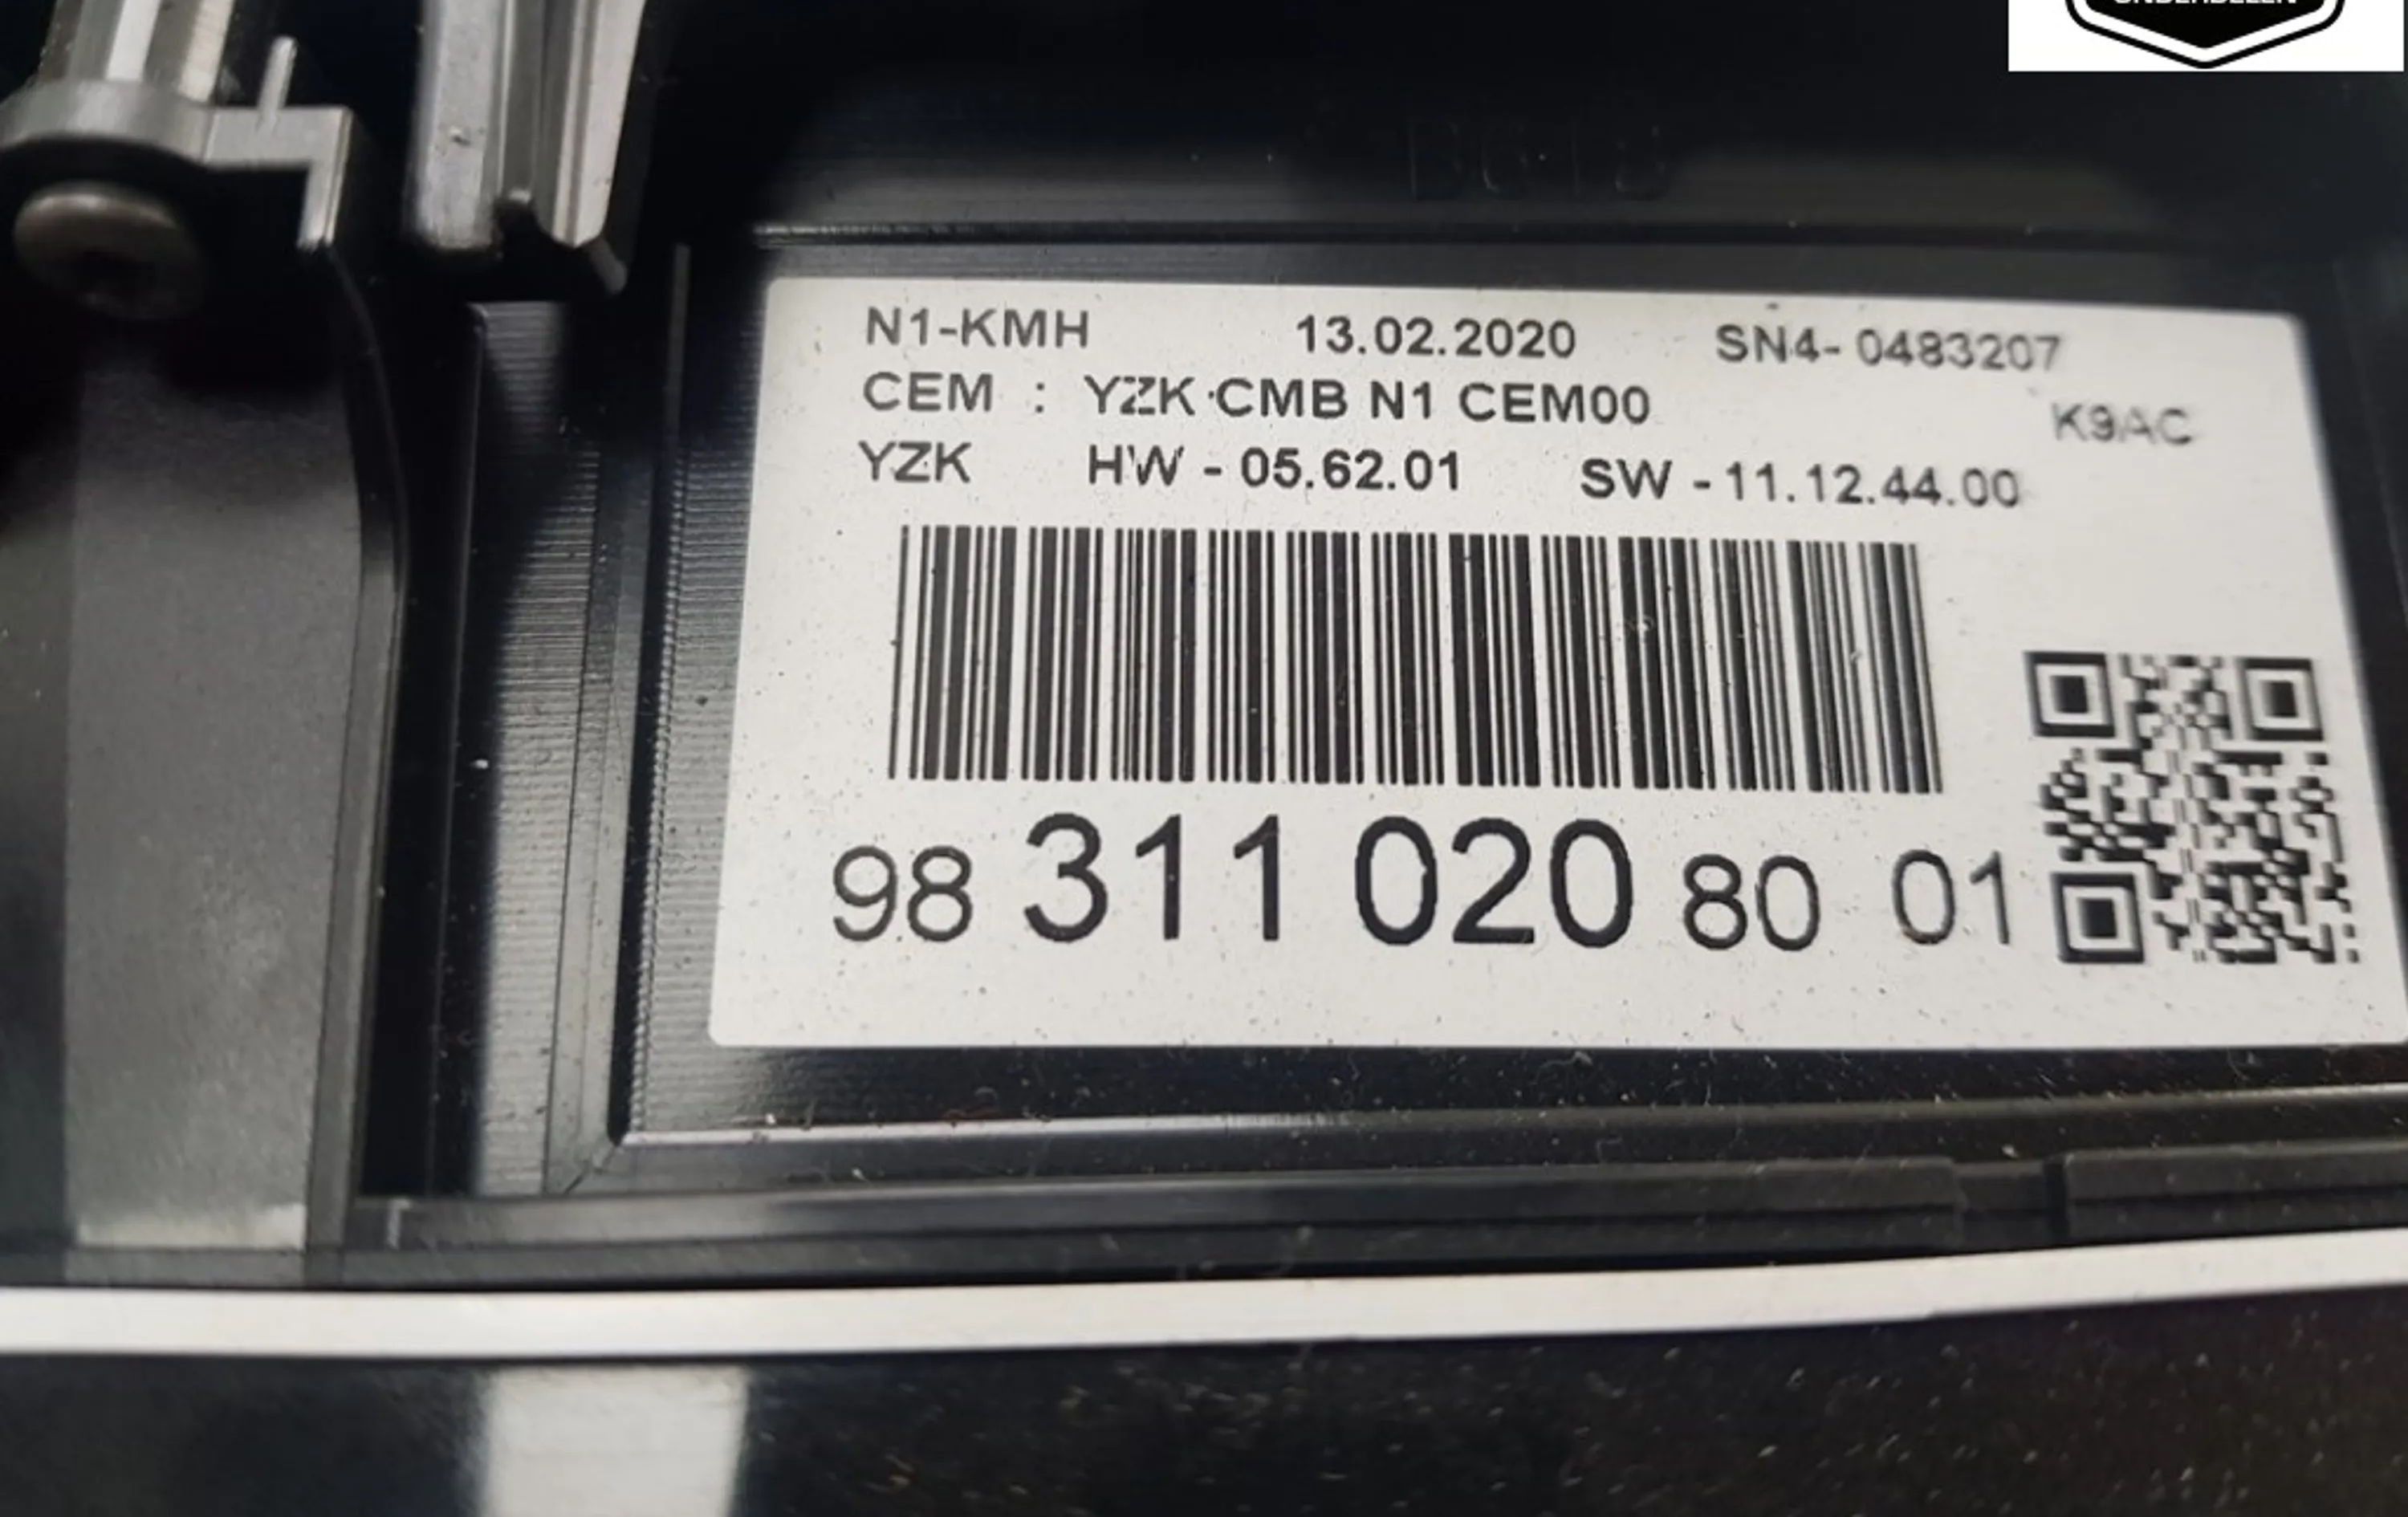 ONDERDELEN
N1-KMH 13.02.2020 SN4-0483207
CEM : YZK CMB N1 CEM00 K9AC
YZK HW - 05.62.01 SW - 11.12.44.00
98 311 020 80 01